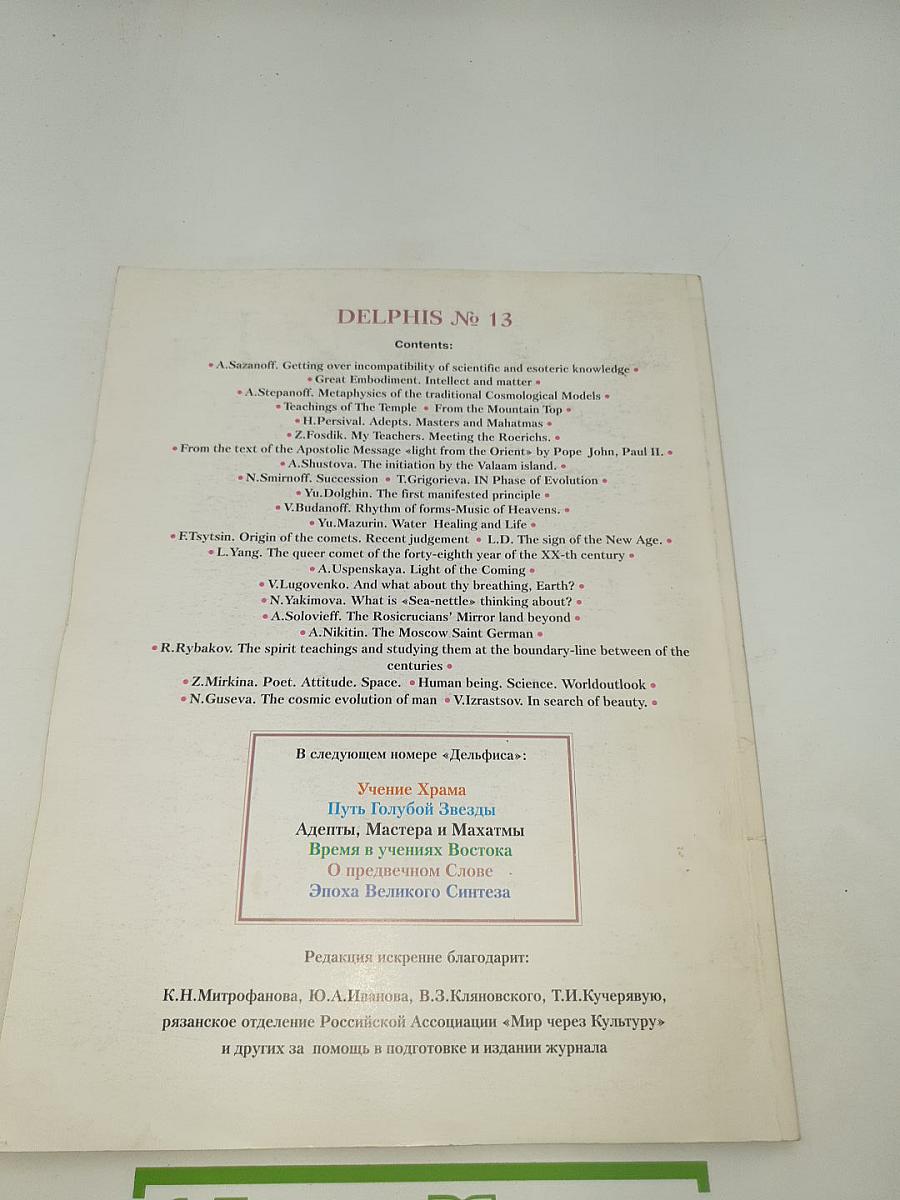 DELPHIS № 13
Contents:
• A.Sazanoff. Getting over incompatibility of scientific and esoteric knowledge •
• Great Embodiment. Intellect and matter •
• A.Stepanoff. Metaphysics of the traditional Cosmological Models •
• Teachings of The Temple • From the Mountain Top •
• H.Persival. Adepts. Masters and Mahatmas •
• Z.Fosdik. My Teachers. Meeting the Roerichs. •
• From the text of the Apostolic Message «light from the Orient» by Pope John, Paul II. •
• A.Shustova. The initiation by the Valaam island. •
• N.Smirnoff. Succession • T.Grigorieva. IN Phase of Evolution •
• Yu.Dolghin. The first manifested principle •
• V.Budanoff. Rhythm of forms-Music of Heavens. •
• Yu.Mazurin. Water Healing and Life •
• F.Tsytsin. Origin of the comets. Recent judgement • L.D. The sign of the New Age. •
• L.Yang. The queer comet of the forty-eighth year of the XX-th century •
• A.Uspenskaya. Light of the Coming •
• V.Lugovenko. And what about thy breathing, Earth? •
• N.Yakimova. What is «Sea-nettle» thinking about? •
• A.Solovieff. The Rosicrucians' Mirror land beyond •
• A.Nikitin. The Moscow Saint German •
• R.Rybakov. The spirit teachings and studying them at the boundary-line between of the
centuries •
• Z.Mirkina. Poet. Attitude. Space. • Human being. Science. Worldoutlook •
• N.Guseva. The cosmic evolution of man • V.Izrastsov. In search of beauty. •
В следующем номере «Дельфиса»:
Учение Храма
Путь Голубой Звезды
Адепты, Мастера и Махатмы
Время в учениях Востока
О предвечном Слове
Эпоха Великого Синтеза
Редакция искренне благодарит:
К.Н.Митрофанова, Ю.А.Иванова, В.З.Кляновского, Т.И.Кучерявую,
рязанское отделение Российской Ассоциации «Мир через Культуру»
и других за помощь в подготовке и издании журнала